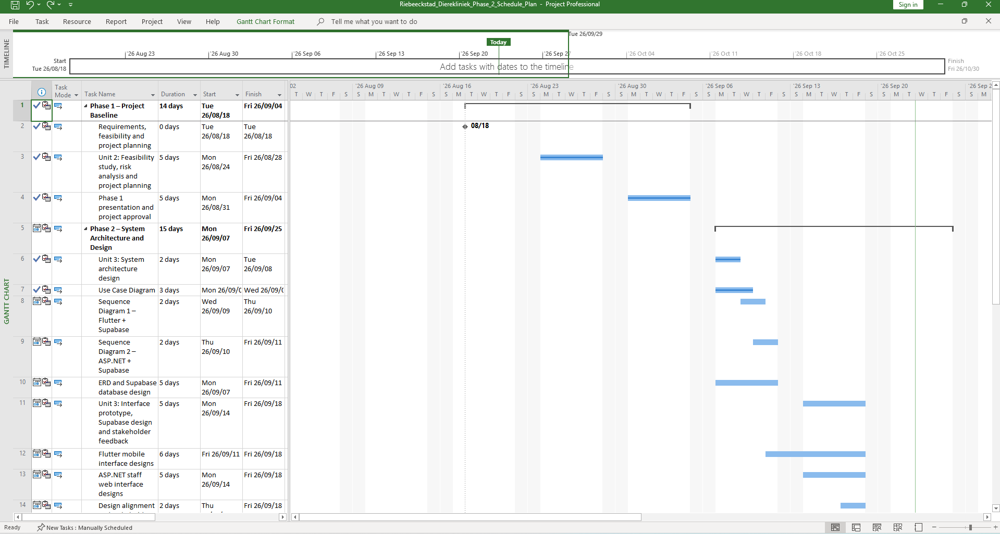 Riebeeckstad_Dierekliniek_Phase_2_Schedule_Plan - Project Professional
Sign in
File Task Resource Report Project View Help Gantt Chart Format Tell me what you want to do
TIMELINE
Tue 26/09/29
Today
'26 Aug 23 '26 Aug 30 '26 Sep 06 '26 Sep 13 '26 Sep 20 '26 Sep 27 '26 Oct 04 '26 Oct 11 '26 Oct 18 '26 Oct 25
Start
Tue 26/08/18
Add tasks with dates to the timeline
Finish
Fri 26/10/30
GANTT CHART
Task Mode Task Name Duration Start Finish
02 '26 Aug 09 '26 Aug 16 '26 Aug 23 '26 Aug 30 '26 Sep 06 '26 Sep 13 '26 Sep 20 '26 Sep 2
T W T F S S M T W T F S S M T W T F S S M T W T F S S M T W T F S S M T W T F S S M T W T F S S M T W T F S S M
1 Phase 1 – Project Baseline 14 days Tue 26/08/18 Fri 26/09/04
2 Requirements, feasibility and project planning 0 days Tue 26/08/18 Tue 26/08/18
08/18
3 Unit 2: Feasibility study, risk analysis and project planning 5 days Mon 26/08/24 Fri 26/08/28
4 Phase 1 presentation and project approval 5 days Mon 26/08/31 Fri 26/09/04
5 Phase 2 – System Architecture and Design 15 days Mon 26/09/07 Fri 26/09/25
6 Unit 3: System architecture design 2 days Mon 26/09/07 Tue 26/09/08
7 Use Case Diagram 3 days Mon 26/09/0 Wed 26/09/0
8 Sequence Diagram 1 – Flutter + Supabase 2 days Wed 26/09/09 Thu 26/09/10
9 Sequence Diagram 2 – ASP.NET + Supabase 2 days Thu 26/09/10 Fri 26/09/11
10 ERD and Supabase database design 5 days Mon 26/09/07 Fri 26/09/11
11 Unit 3: Interface prototype, Supabase design and stakeholder feedback 5 days Mon 26/09/14 Fri 26/09/18
12 Flutter mobile interface designs 6 days Fri 26/09/11 Fri 26/09/18
13 ASP.NET staff web interface designs 5 days Mon 26/09/14 Fri 26/09/18
14 Design alignment 2 days Thu Fri 26/09/18
Ready New Tasks : Manually Scheduled